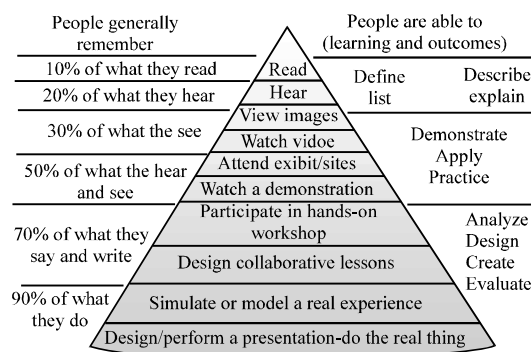 People generally
remember
10% of what they read
20% of what they hear
30% of what the see
50% of what the hear
and see
70% of what they
say and write
90% of what
they do
Read
Hear
View images
Watch vidoe
Attend exibit/sites
Watch a demonstration
Participate in hands-on
workshop
Design collaborative lessons
Simulate or model a real experience
Design/perform a presentation-do the real thing
People are able to
(learning and outcomes)
Define
list
Describe
explain
Demonstrate
Apply
Practice
Analyze
Design
Create
Evaluate